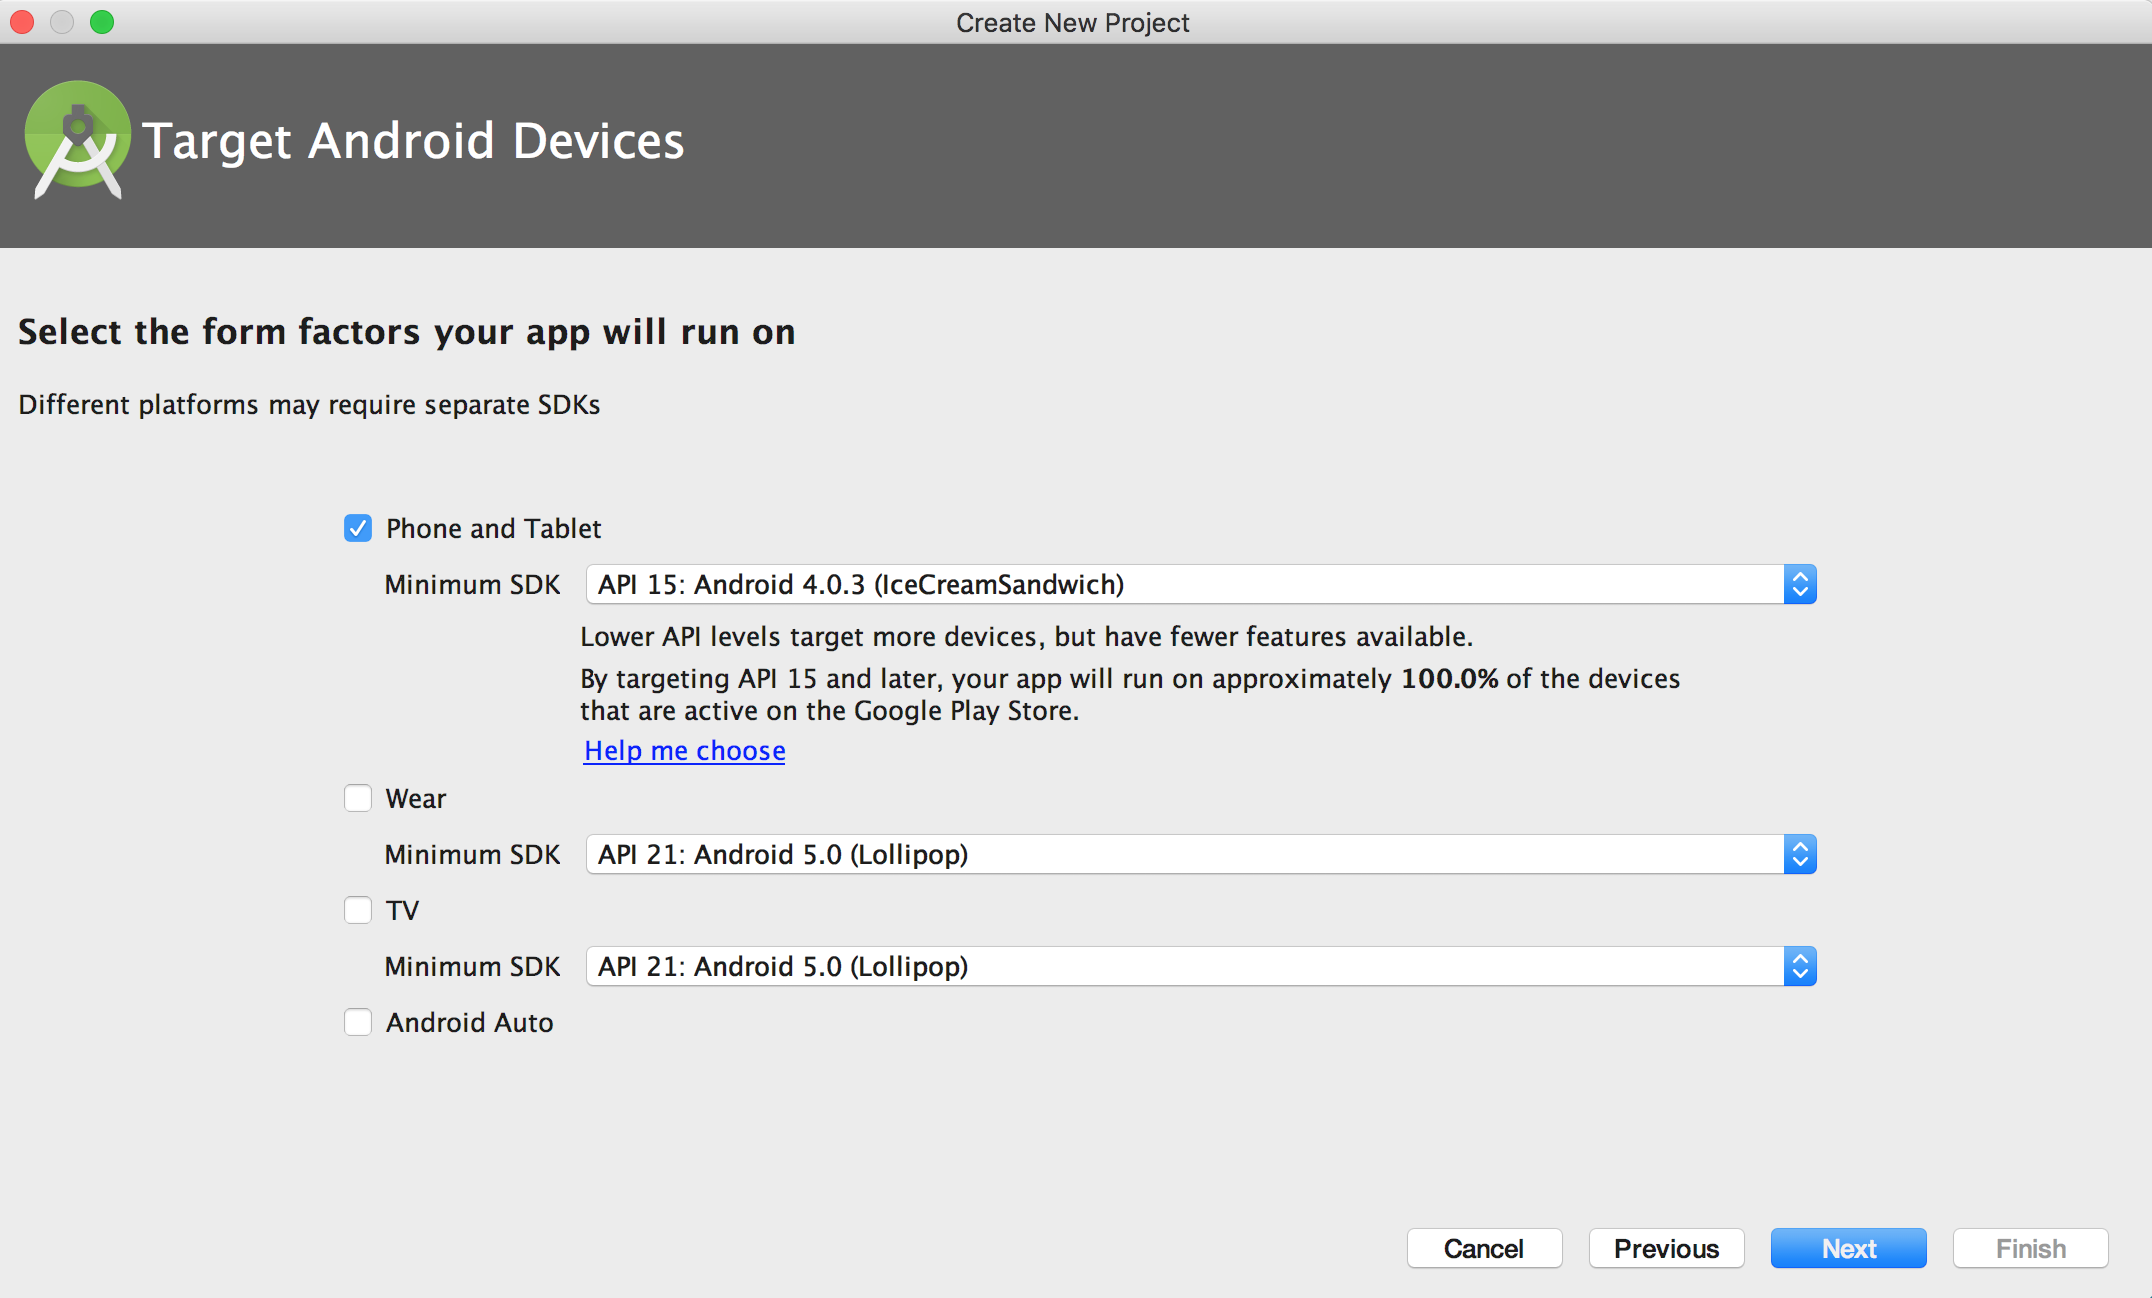 Create New Project
Target Android Devices
Select the form factors your app will run on
Different platforms may require separate SDKs
Phone and Tablet
Minimum SDK API 15: Android 4.0.3 (IceCreamSandwich)
Lower API levels target more devices, but have fewer features available.
By targeting API 15 and later, your app will run on approximately 100.0% of the devices
that are active on the Google Play Store.
Help me choose
Wear
Minimum SDK API 21: Android 5.0 (Lollipop)
TV
Minimum SDK API 21: Android 5.0 (Lollipop)
Android Auto
Cancel Previous Next Finish